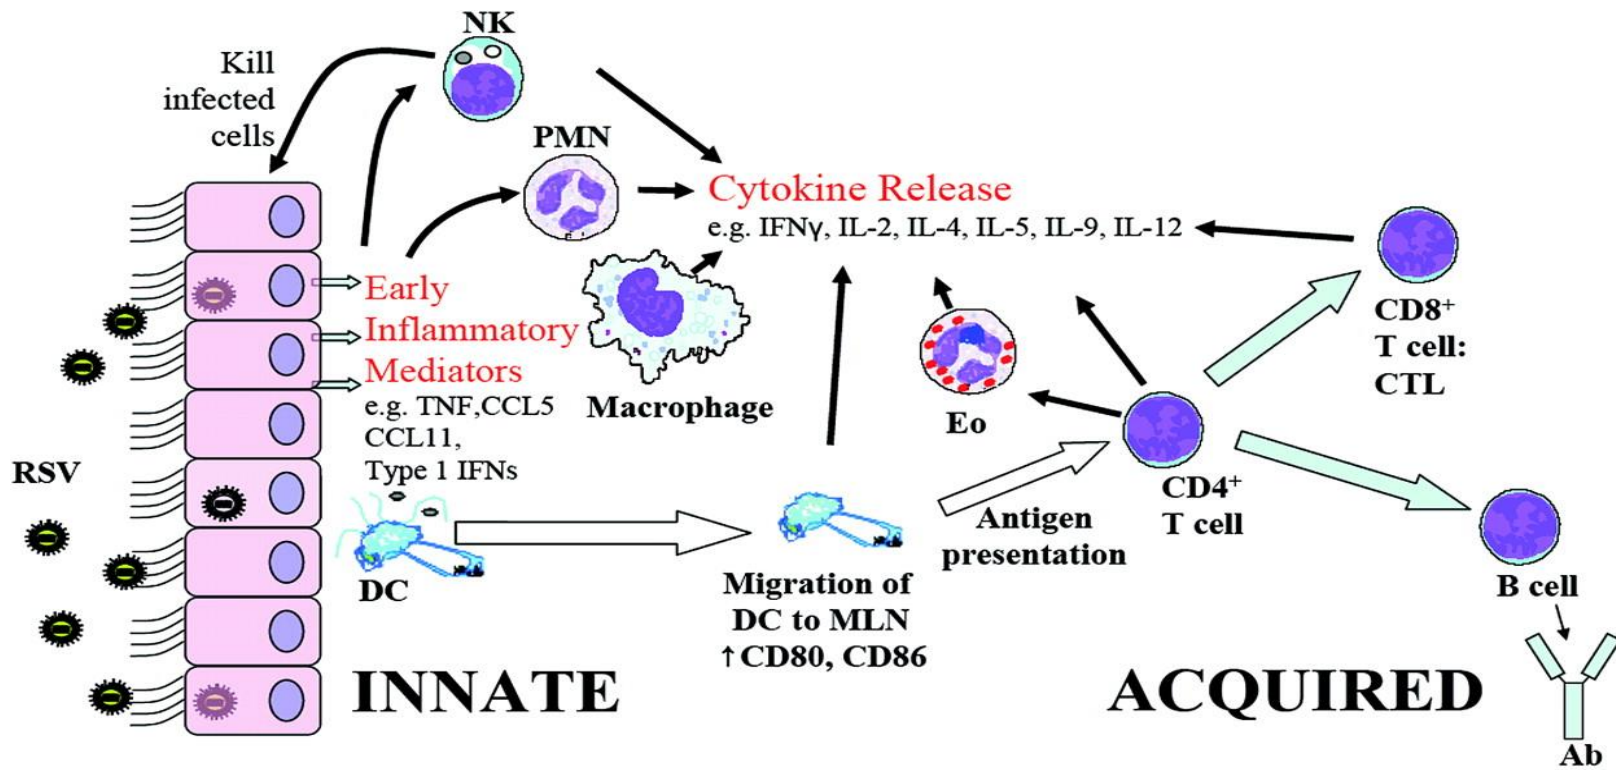 NK
Kill
infected
cells
PMN
Cytokine Release
e.g. IFNγ, IL-2, IL-4, IL-5, IL-9, IL-12
Early
Inflammatory
Mediators
e.g. TNF,CCL5
CCL11,
Type 1 IFNs
Macrophage
Eo
CD8⁺
T cell:
CTL
CD4⁺
T cell
RSV
DC
Migration of
DC to MLN
↑CD80, CD86
Antigen
presentation
B cell
Ab
INNATE
ACQUIRED